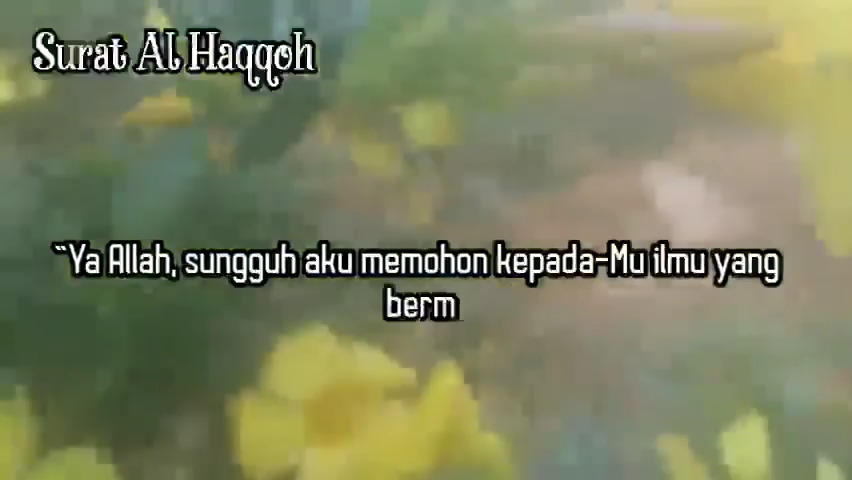 Surat Al Haqqoh
“Ya Allah, sungguh aku memohon kepada-Mu ilmu yang
berm